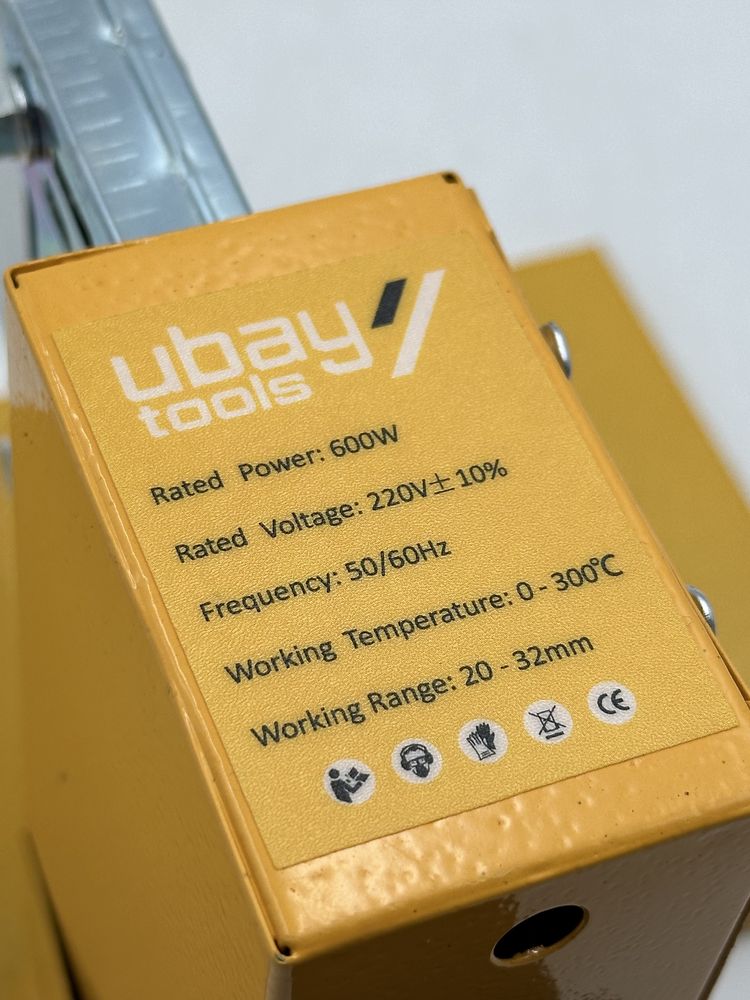 ubay
tools
Rated Power: 600W
Rated Voltage: 220V±10%
Frequency: 50/60Hz
Working Temperature: 0 - 300℃
Working Range: 20 - 32mm
CE